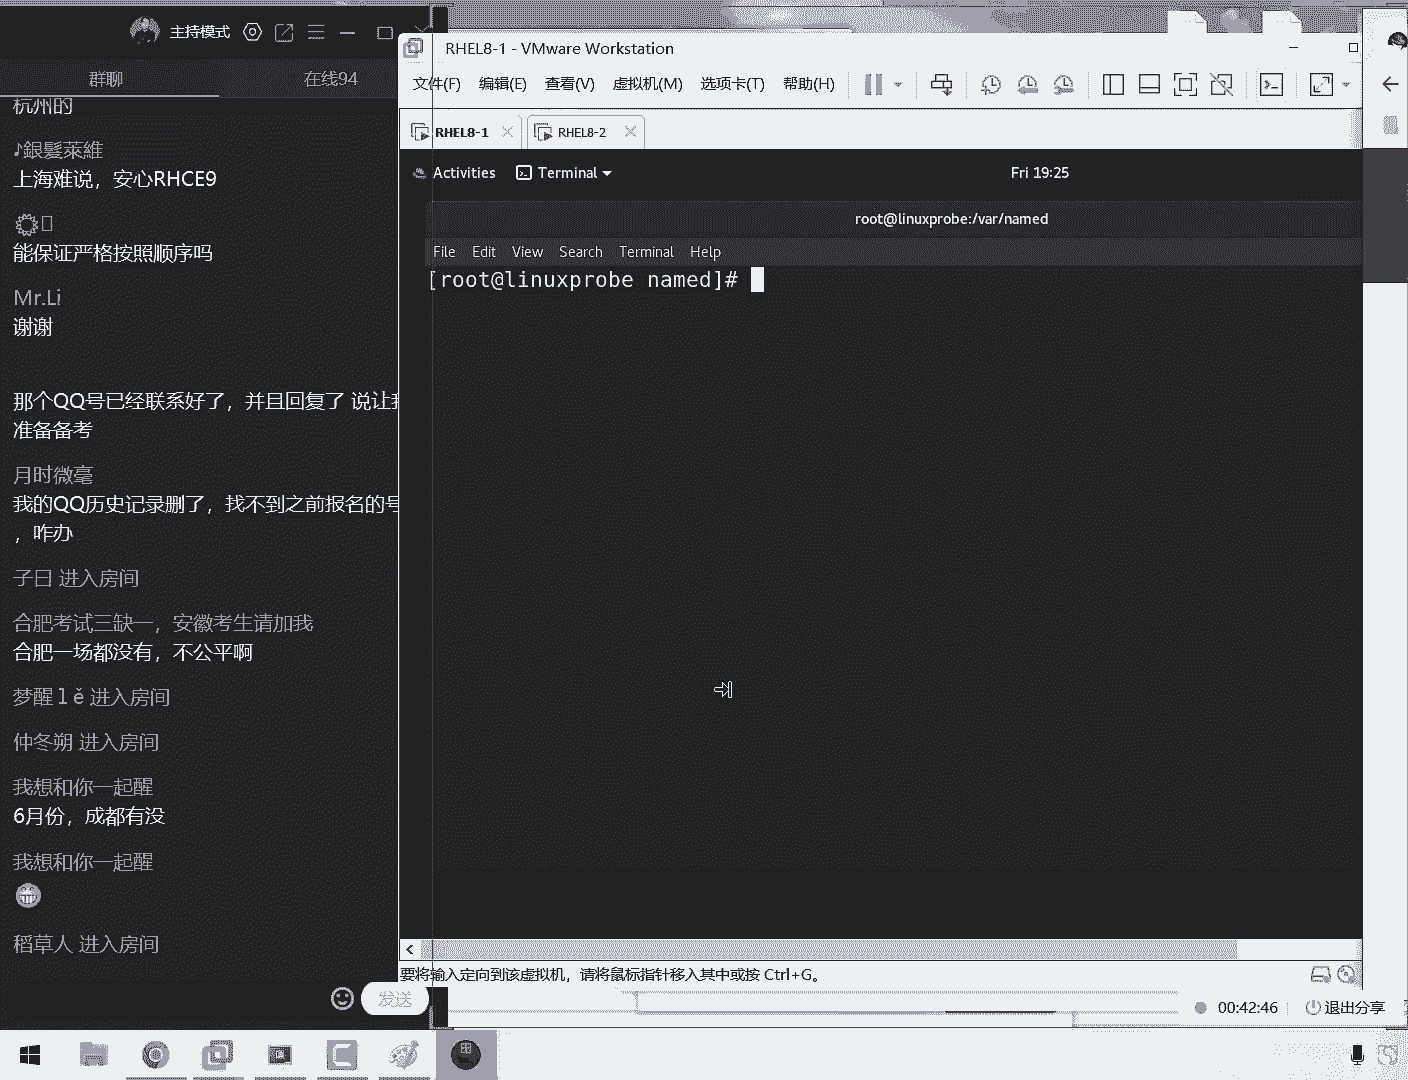 主持模式
群聊
在线94
杭州的
♪銀髮萊維
上海难说，安心RHCE9
能保证严格按照顺序吗
Mr.Li
谢谢
那个QQ号已经联系好了，并且回复了 说让
准备备考
月时微毫
我的QQ历史记录删了，找不到之前报名的号
，咋办
子曰 进入房间
合肥考试三缺一，安徽考生请加我
合肥一场都没有，不公平啊
梦醒lě 进入房间
仲冬朔 进入房间
我想和你一起醒
6月份，成都有没
我想和你一起醒
稻草人 进入房间
发送
RHEL8-1 - VMware Workstation
文件(F) 编辑(E) 查看(V) 虚拟机(M) 选项卡(T) 帮助(H)
RHEL8-1
RHEL8-2
Activities
Terminal
Fri 19:25
root@linuxprobe:/var/named
File Edit View Search Terminal Help
[root@linuxprobe named]#
要将输入定向到该虚拟机，请将鼠标指针移入其中或按 Ctrl+G。
00:42:46
退出分享